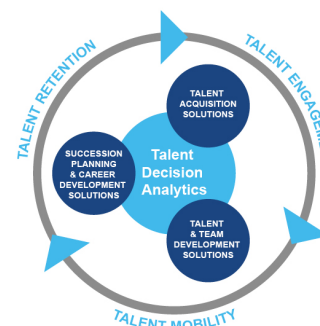 TALENT RETENTION
TALENT
TALENT
ACQUISITION
SOLUTIONS
SUCCESSION
PLANNING
& CAREER
DEVELOPMENT
SOLUTIONS
Talent
Decision
Analytics
TALENT
& TEAM
DEVELOPMENT
SOLUTIONS
TALENT MOBILITY